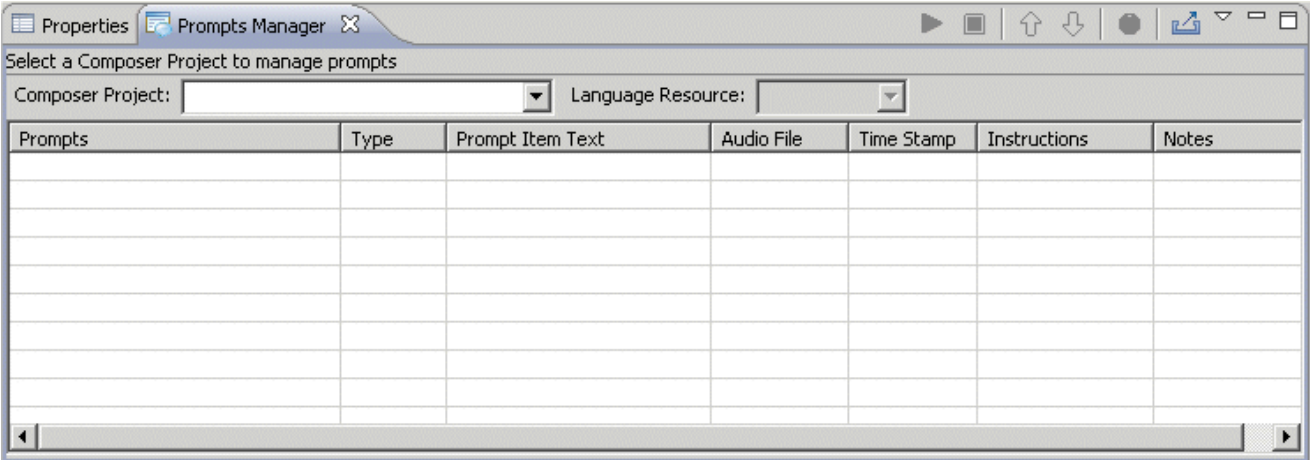 Properties Prompts Manager
Select a Composer Project to manage prompts
Composer Project: Language Resource:
Prompts Type Prompt Item Text Audio File Time Stamp Instructions Notes